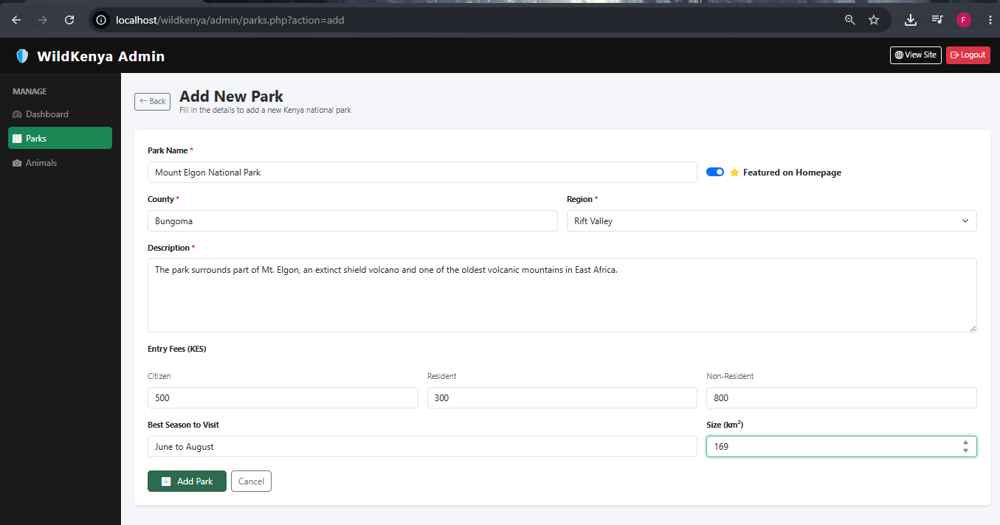 localhost/wildkenya/admin/parks.php?action=add
F
WildKenya Admin
View Site
Logout
MANAGE
Dashboard
Parks
Animals
← Back
Add New Park
Fill in the details to add a new Kenya national park
Park Name *
Mount Elgon National Park
Featured on Homepage
County *
Region *
Bungoma
Rift Valley
Description *
The park surrounds part of Mt. Elgon, an extinct shield volcano and one of the oldest volcanic mountains in East Africa.
Entry Fees (KES)
Citizen
Resident
Non-Resident
500
300
800
Best Season to Visit
Size (km²)
June to August
169
Add Park
Cancel